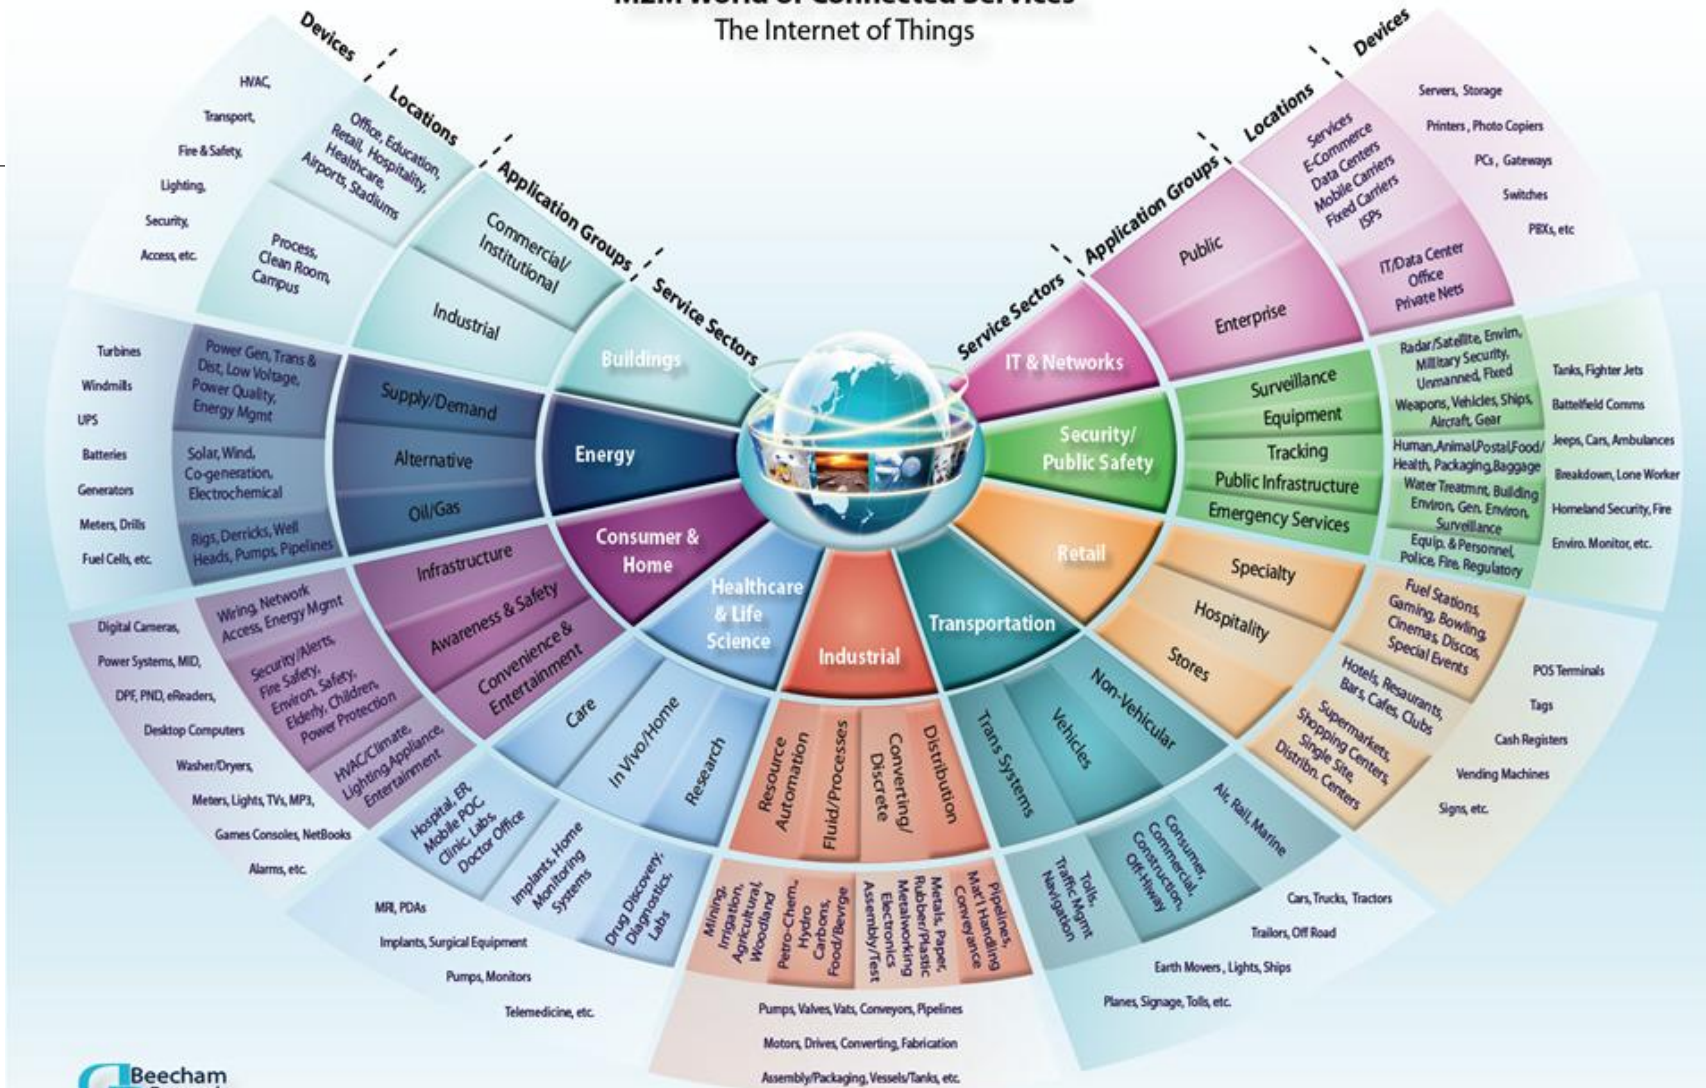 M2M World of Connected Services
The Internet of Things
Devices
Locations
Application Groups
Service Sectors
Service Sectors
Application Groups
Locations
Devices
HVAC,
Transport,
Fire & Safety,
Lighting,
Security,
Access, etc.
Office, Education,
Retail, Hospitality,
Healthcare,
Airports, Stadiums
Process,
Clean Room,
Campus
Commercial/
Institutional
Industrial
Buildings
Turbines
Windmills
UPS
Batteries
Generators
Meters, Drills
Fuel Cells, etc.
Power Gen, Trans &
Dist, Low Voltage,
Power Quality,
Energy Mgmt
Solar, Wind,
Co-generation,
Electrochemical
Rigs, Derricks, Well
Heads, Pumps, Pipelines
Supply/Demand
Alternative
Oil/Gas
Energy
Digital Cameras,
Power Systems, MID,
DPF, PND, eReaders,
Desktop Computers
Washer/Dryers,
Meters, Lights, TVs, MP3,
Games Consoles, NetBooks
Alarms, etc.
Wiring, Network
Access, Energy Mgmt
Security/Alerts,
Fire Safety,
Environ. Safety,
Elderly, Children,
Power Protection
HVAC/Climate,
Lighting,Appliance,
Entertainment
Infrastructure
Awareness & Safety
Convenience &
Entertainment
Consumer &
Home
MRI, PDAs
Implants, Surgical Equipment
Pumps, Monitors
Telemedicine, etc.
Hospital, ER,
Mobile POC,
Clinic, Labs,
Doctor Office
Implants, Home
Monitoring
Systems
Drug Discovery,
Diagnostics,
Labs
Care
In Vivo/Home
Research
Healthcare
& Life
Science
Industrial
Resource
Automation
Fluid/Processes
Converting/
Discrete
Distribution
Mining,
Irrigation,
Agricultural,
Woodland
Petro-Chem.,
Hydro
Carbons,
Food/Bevrge
Metals, Paper,
Rubber/Plastic
Metalworking
Electronics
Assembly/Test
Pipelines,
Mat'l Handling
Conveyance
Pumps, Valves, Vats, Conveyors, Pipelines
Motors, Drives, Converting, Fabrication
Assembly/Packaging, Vessels/Tanks, etc.
Transportation
Trans Systems
Vehicles
Non-Vehicular
Tolls,
Traffic Mgmt
Navigation
Consumer,
Commercial,
Construction,
Off-Hiway
Air, Rail, Marine
Cars, Trucks, Tractors
Trailors, Off Road
Earth Movers , Lights, Ships
Planes, Signage, Tolls, etc.
Retail
Specialty
Hospitality
Stores
Fuel Stations,
Gaming, Bowling,
Cinemas, Discos,
Special Events
Hotels, Resaurants,
Bars, Cafes, Clubs
Supermarkets,
Shopping Centers,
Single Site,
Distribn. Centers
POS Terminals
Tags
Cash Registers
Vending Machines
Signs, etc.
Security/
Public Safety
Surveillance
Equipment
Tracking
Public Infrastructure
Emergency Services
Radar/Satellite, Envirn,
Millitary Security,
Unmanned, Fixed
Weapons, Vehicles, Ships,
Aircraft, Gear
Human,Animal,Postal,Food/
Health, Packaging,Baggage
Water Treatmnt, Building
Environ, Gen. Environ,
Surveillance
Equip. & Personnel,
Police, Fire, Regulatory
Tanks, Fighter Jets
Battelfield Comms
Jeeps, Cars, Ambulances
Breakdown, Lone Worker
Homeland Security, Fire
Enviro. Monitor, etc.
IT & Networks
Public
Enterprise
Services
E-Commerce
Data Centers
Mobile Carriers
Fixed Carriers
ISPs
IT/Data Center
Office
Private Nets
Servers, Storage
Printers , Photo Copiers
PCs , Gateways
Switches
PBXs, etc
Beecham